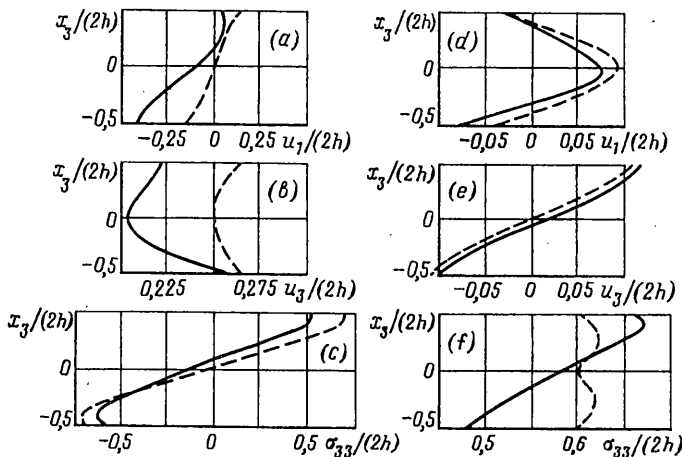 x₃/(2h)
(a)
0
-0,5
-0,25 0 0,25 u₁/(2h)
x₃/(2h)
(d)
0
-0,5
-0,05 0 0,05 u₁/(2h)
x₃/(2h)
(b)
0
-0,5
0,225 0,275 u₃/(2h)
x₃/(2h)
(e)
0
-0,5
-0,05 0 0,05 u₃/(2h)
x₃/(2h)
(c)
0
-0,5
-0,5 0 0,5 σ₃₃/(2h)
x₃/(2h)
(f)
0
-0,5
0,5 0,6 σ₃₃/(2h)